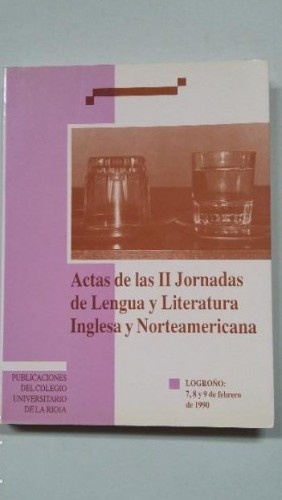 Actas de las II Jornadas
de Lengua y Literatura
Inglesa y Norteamericana
PUBLICACIONES
DEL COLEGIO
UNIVERSITARIO
DE LA RIOJA
LOGROÑO:
7, 8 y 9 de febrero
de 1990